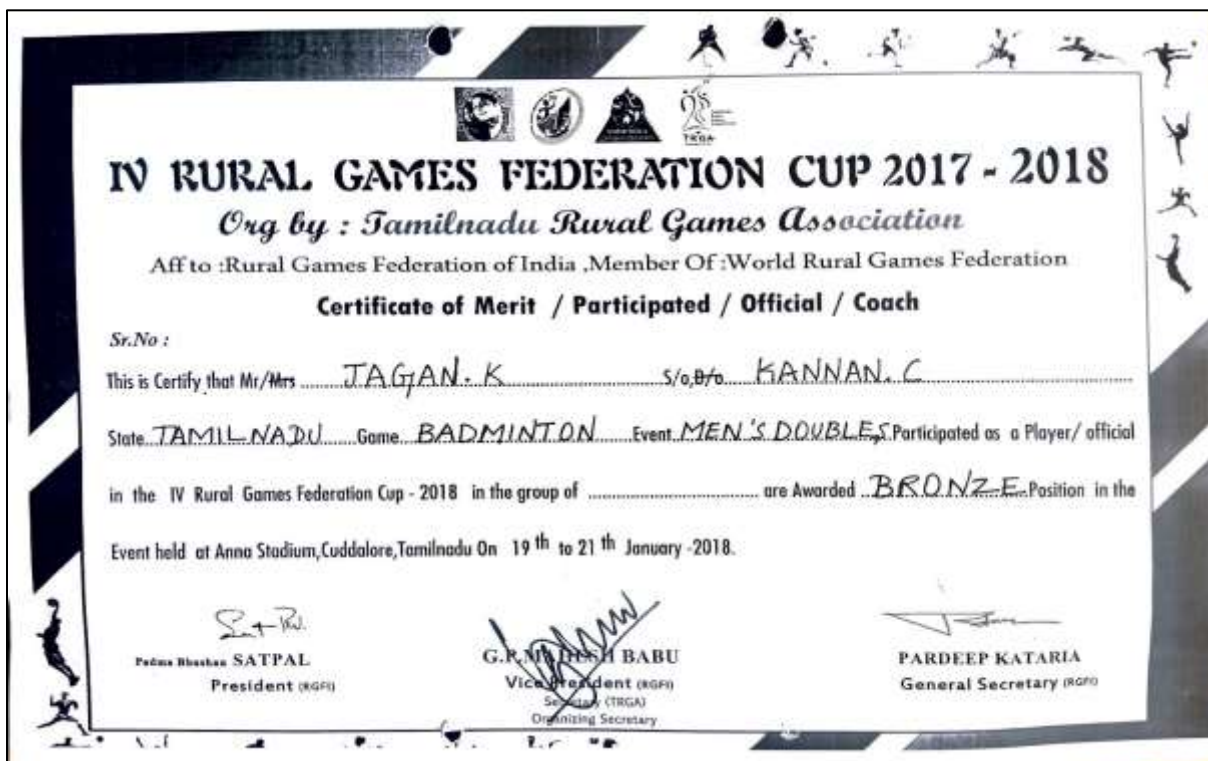 TRGA
IV RURAL GAMES FEDERATION CUP 2017 - 2018
Org by : Tamilnadu Rural Games Association
Aff to :Rural Games Federation of India ,Member Of :World Rural Games Federation
Certificate of Merit / Participated / Official / Coach
Sr.No :
This is Certify that Mr/Mrs JAGAN. K S/o,D/o KANNAN. C
State TAMILNADU Game BADMINTON Event MEN'S DOUBLES Participated as a Player/ official
in the IV Rural Games Federation Cup - 2018 in the group of ................................ are Awarded BRONZE Position in the
Event held at Anna Stadium,Cuddalore,Tamilnadu On 19 th to 21 th January -2018.
Padma Bhushan SATPAL
President (RGFI)
G.P. BABU
Vice President (RGFI)
Secretary (TRGA)
Organizing Secretary
PARDEEP KATARIA
General Secretary (RGFI)